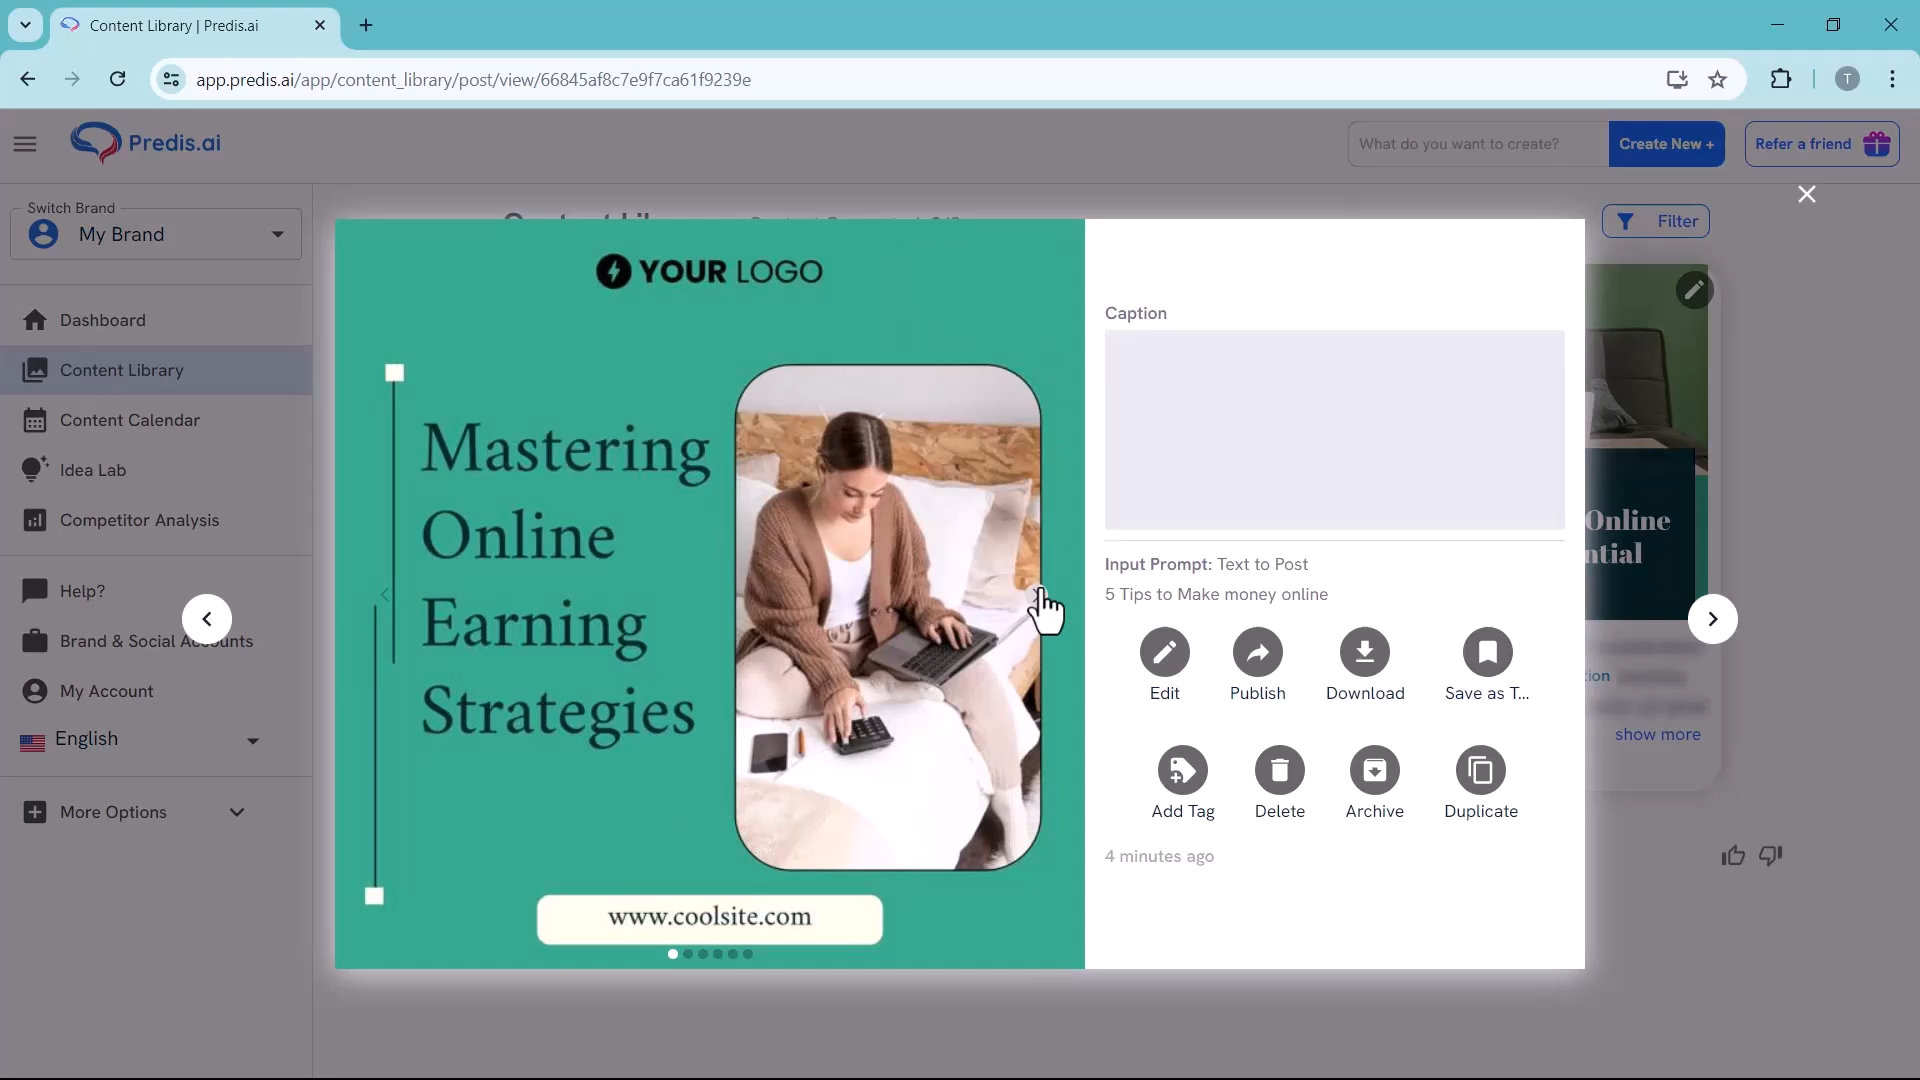 Content Library | Predis.ai
app.predis.ai/app/content_library/post/view/66845af8c7e9f7ca61f9239e
T
Predis.ai
What do you want to create?
Create New +
Refer a friend
Switch Brand
My Brand
Filter
Dashboard
Content Library
Content Calendar
Idea Lab
Competitor Analysis
Help?
Brand & Social Accounts
My Account
English
More Options
YOUR LOGO
Mastering
Online
Earning
Strategies
www.coolsite.com
Caption
Input Prompt: Text to Post
5 Tips to Make money online
Edit
Publish
Download
Save as T...
Add Tag
Delete
Archive
Duplicate
4 minutes ago
Online
ntial
tion
show more